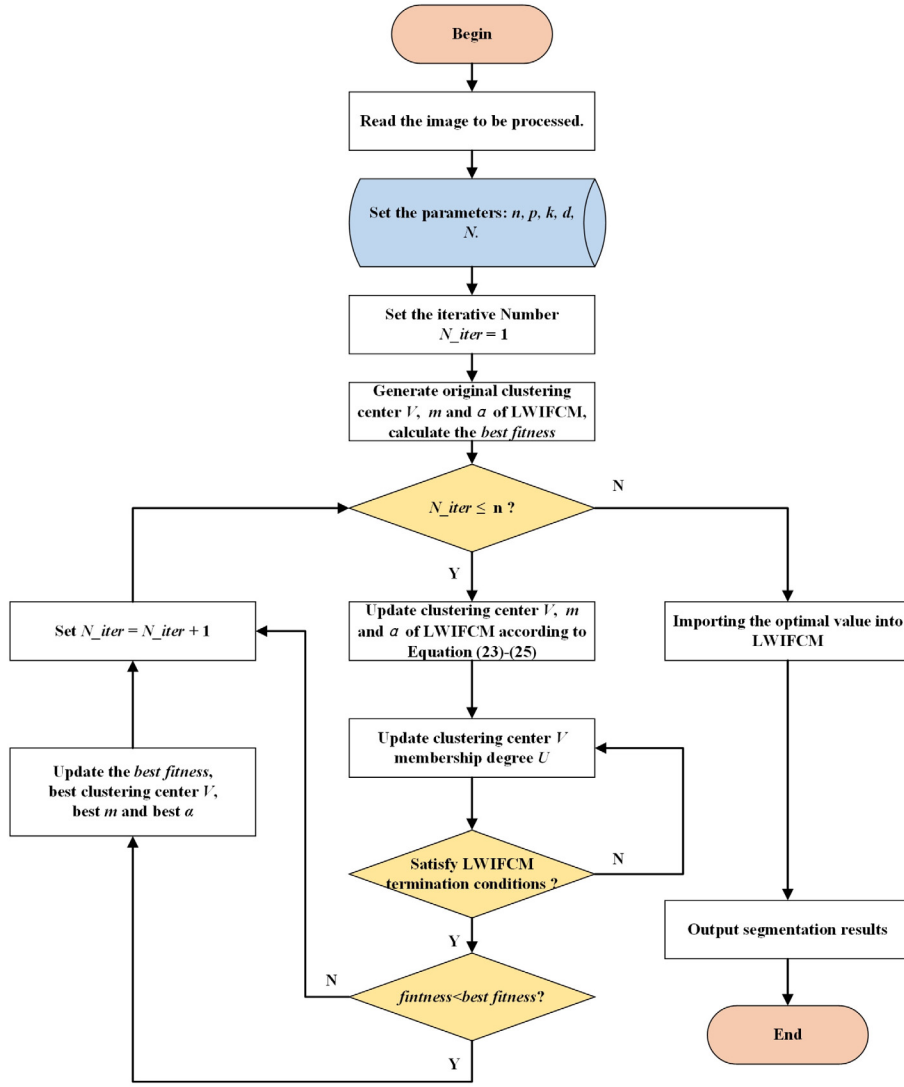 Begin
Read the image to be processed.
Set the parameters: n, p, k, d,
N.
Set the iterative Number
N_iter = 1
Generate original clustering
center V, m and α of LWIFCM,
calculate the best fitness
N_iter ≤ n ?
N
Y
Set N_iter = N_iter + 1
Update clustering center V, m
and α of LWIFCM according to
Equation (23)-(25)
Importing the optimal value into
LWIFCM
Update clustering center V
membership degree U
Update the best fitness,
best clustering center V,
best m and best α
Satisfy LWIFCM
termination conditions ?
N
Y
Output segmentation results
N
fintness<best fitness?
Y
End